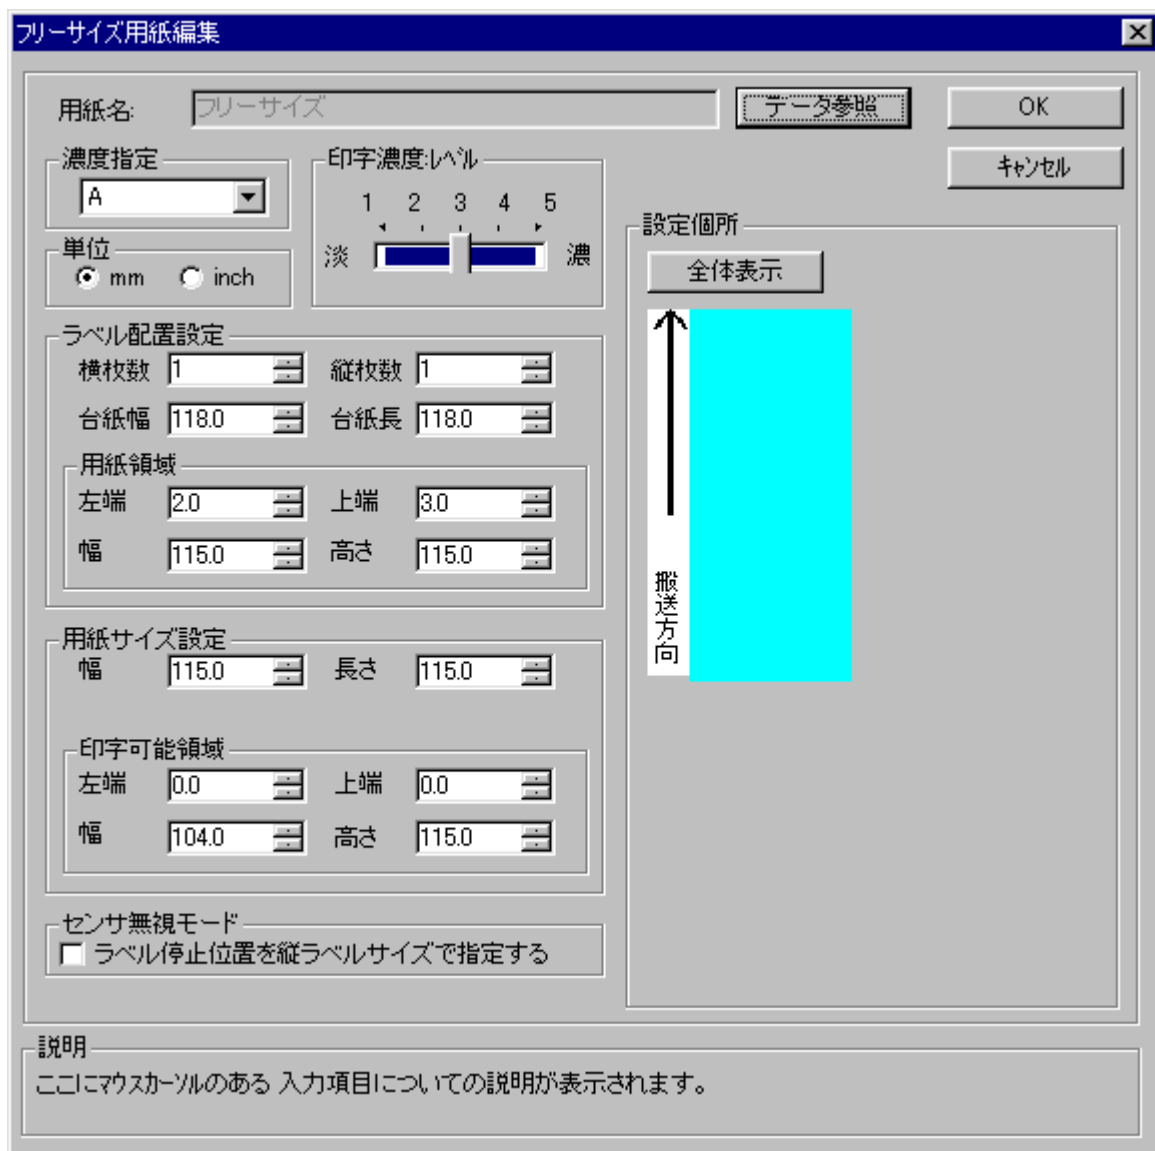 フリーサイズ用紙編集
用紙名: フリーサイズ データ参照 OK
キャンセル
濃度指定
A
印字濃度:レベル
1 2 3 4 5
淡 濃
単位
mm inch
ラベル配置設定
横枚数 1 縦枚数 1
台紙幅 118.0 台紙長 118.0
用紙領域
左端 2.0 上端 3.0
幅 115.0 高さ 115.0
用紙サイズ設定
幅 115.0 長さ 115.0
印字可能領域
左端 0.0 上端 0.0
幅 104.0 高さ 115.0
センサ無視モード
ラベル停止位置を縦ラベルサイズで指定する
設定個所
全体表示
搬送方向
説明
ここにマウスカーソルのある 入力項目についての説明が表示されます。